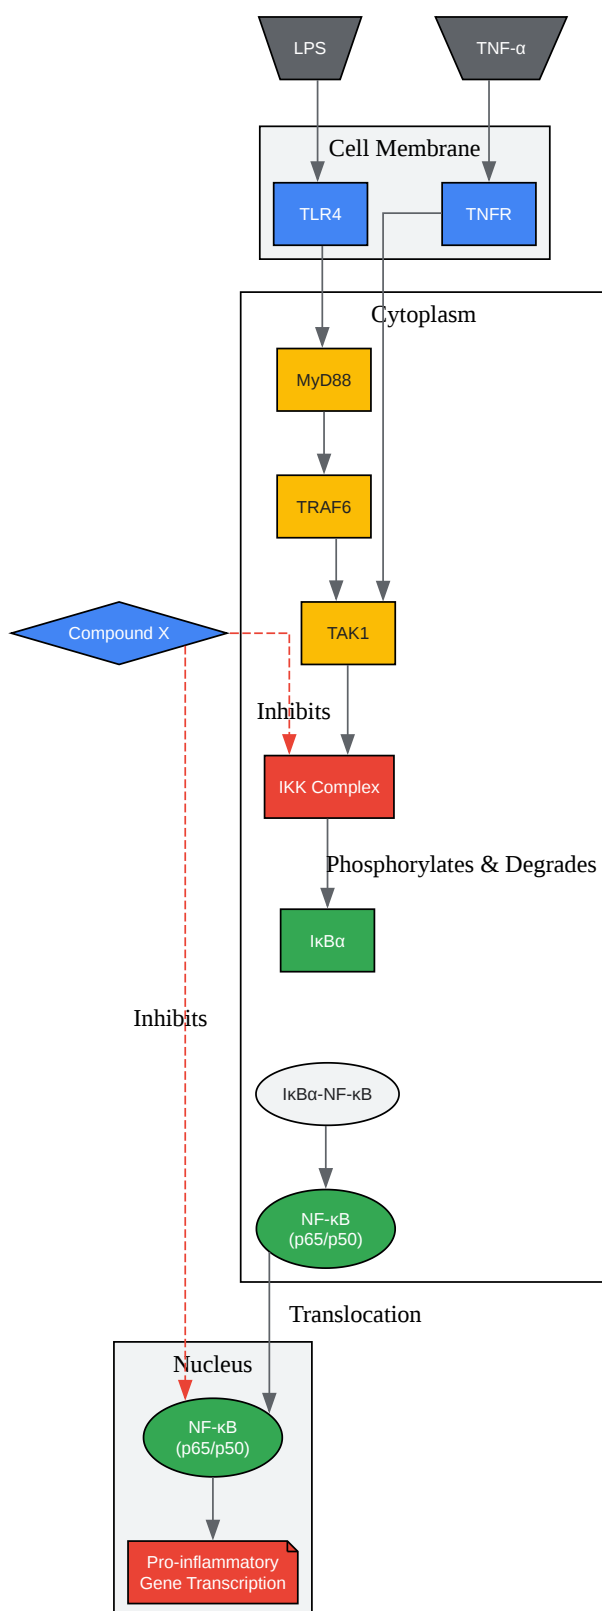 LPS
TNF-α
Cell Membrane
TLR4
TNFR
Cytoplasm
MyD88
TRAF6
Compound X
TAK1
Inhibits
IKK Complex
Phosphorylates & Degrades
IκBα
Inhibits
IκBα-NF-κB
NF-κB
(p65/p50)
Translocation
Nucleus
NF-κB
(p65/p50)
Pro-inflammatory
Gene Transcription